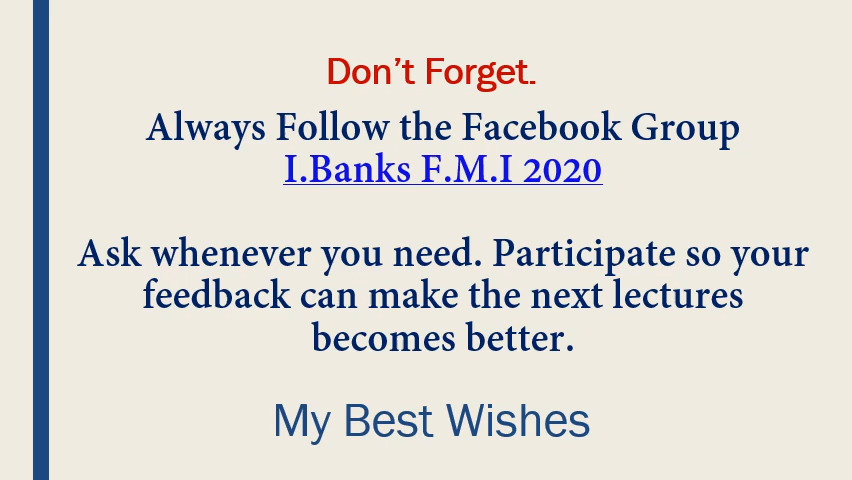 Don’t Forget.
Always Follow the Facebook Group
I.Banks F.M.I 2020
Ask whenever you need. Participate so your
feedback can make the next lectures
becomes better.
My Best Wishes